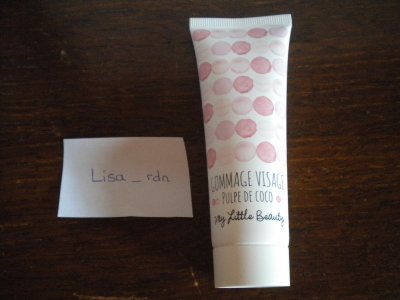 Lisa_rdn
GOMMAGE VISAGE
PULPE DE COCO
My Little Beauty